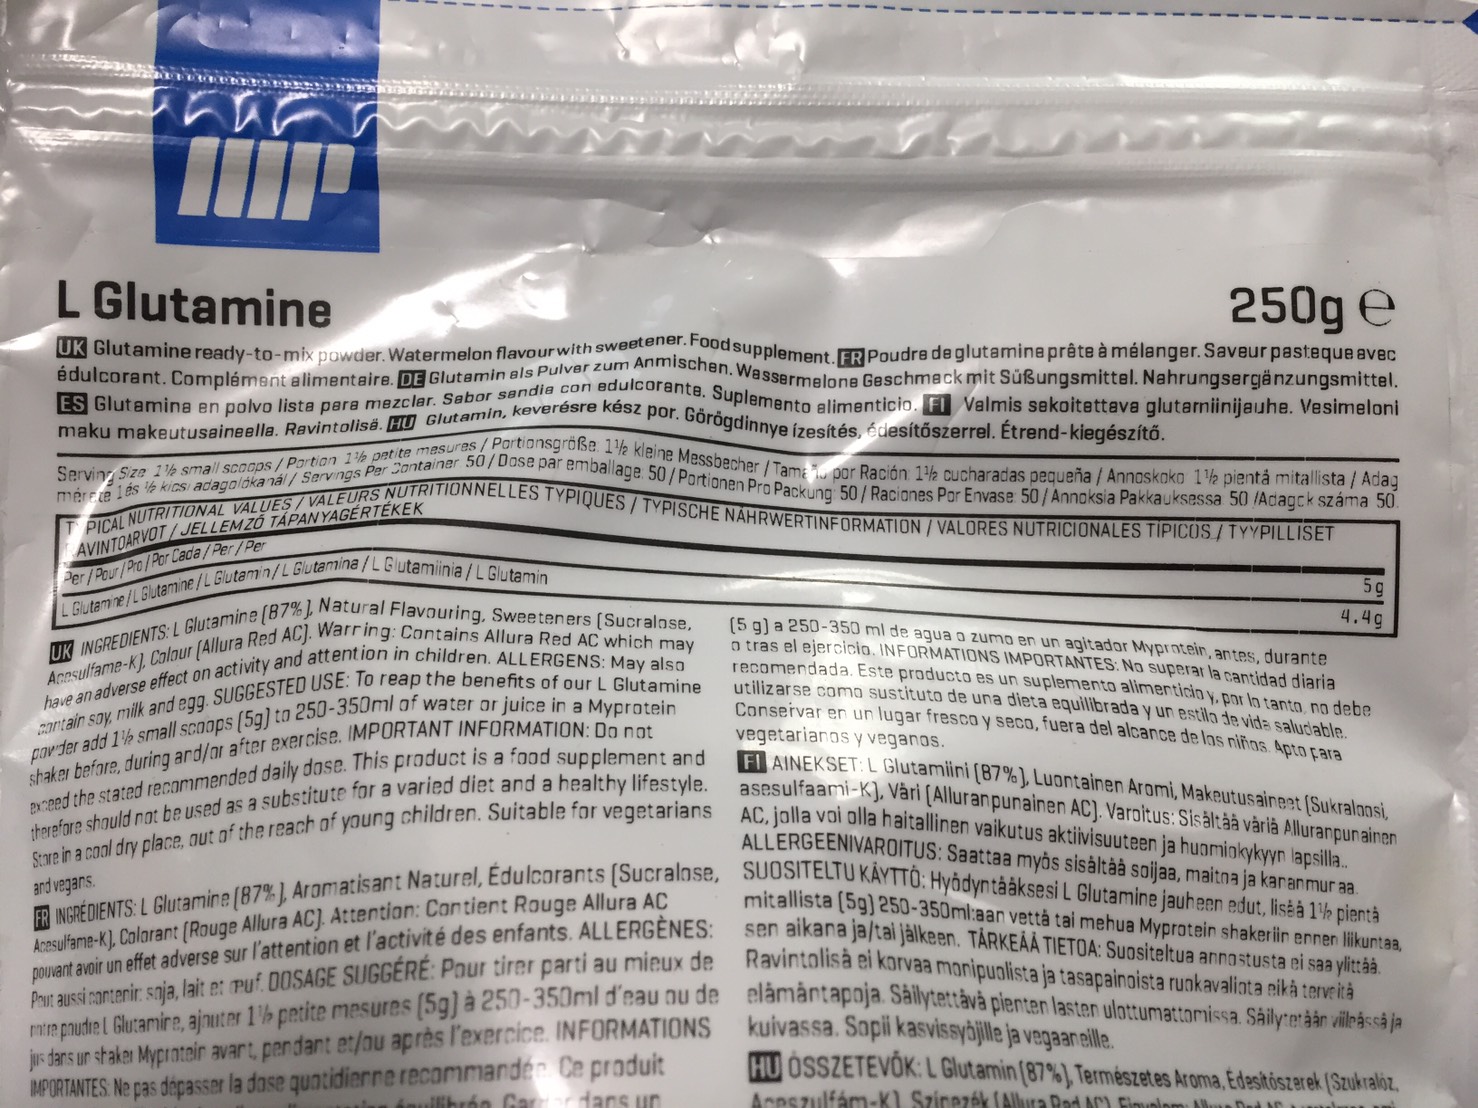 L Glutamine
250g e
UK Glutamine ready-to-mix powder. Watermelon flavour with sweetener. Food supplement. FR Poudre de glutamine prête à mélanger. Saveur pasteque avec
édulcorant. Complément alimentaire. DE Glutamin als Pulver zum Anmischen. Wassermelone Geschmack mit Süßungsmittel. Nahrungsergänzungsmittel.
ES Glutamina en polvo lista para mezclar. Sabor sandia con edulcorante. Suplemento alimenticio. FI Valmis sekoitettava glutamiinijauhe. Vesimeloni
maku makeutusaineella. Ravintolisä. HU Glutamin, keverésre kész por. Görögdinnye ízesítés, édesítőszerrel. Étrend-kiegészítő.
Serving Size 1½ small scoops / Portion 1½ petite mesures / Portionsgröße: 1½ kleine Messbecher / Tamaño por Ración: 1½ cucharadas pequeña / Annoskoko 1½ pientä mitallista / Adag
mérete 1 és ½ kicsi adagolókanál / Servings Per Container 50 / Dose par emballage: 50 / Portionen Pro Packung: 50 / Raciones Por Envase: 50 / Annoksia Pakkauksessa 50 /Adagok száma 50.
TYPICAL NUTRITIONAL VALUES / VALEURS NUTRITIONNELLES TYPIQUES / TYPISCHE NÄHRWERTINFORMATION / VALORES NUTRICIONALES TÍPICOS / TYYPILLISET
RAVINTOARVOT / JELLEMZŐ TÁPANYAGÉRTÉKEK
Per / Pour / Pro / Por Cada / Per / Per 5g
L Glutamine / L Glutamine / L Glutamin / L Glutamina / L Glutamiinia / L Glutamin 4.4g
UK INGREDIENTS: L Glutamine (87%), Natural Flavouring, Sweeteners (Sucralose,
Acesulfame-K), Colour (Allura Red AC). Warning: Contains Allura Red AC which may
have an adverse effect on activity and attention in children. ALLERGENS: May also
contain soy, milk and egg. SUGGESTED USE: To reap the benefits of our L Glutamine
powder add 1½ small scoops (5g) to 250-350ml of water or juice in a Myprotein
shaker before, during and/or after exercise. IMPORTANT INFORMATION: Do not
exceed the stated recommended daily dose. This product is a food supplement and
therefore should not be used as a substitute for a varied diet and a healthy lifestyle.
Store in a cool dry place, out of the reach of young children. Suitable for vegetarians
and vegans.
FR INGRÉDIENTS: L Glutamine (87%), Aromatisant Naturel, Édulcorants (Sucralose,
Acesulfame-K), Colorant (Rouge Allura AC). Attention: Contient Rouge Allura AC
pouvant avoir un effet adverse sur l'attention et l'activité des enfants. ALLERGÈNES:
Peut aussi contenir: soja, lait et œuf. DOSAGE SUGGÉRÉ: Pour tirer parti au mieux de
notre poudre L Glutamine, ajouter 1½ petite mesures (5g) à 250-350ml d'eau ou de
jus dans un shaker Myprotein avant, pendant et/ou après l'exercice. INFORMATIONS
IMPORTANTES: Ne pas dépasser la dose quotidienne recommandée. Ce produit
équilibrée. Garder dans un
(5 g) a 250-350 ml de agua o zumo en un agitador Myprotein, antes, durante
o tras el ejercicio. INFORMATIONS IMPORTANTES: No superar la cantidad diaria
recomendada. Este producto es un suplemento alimenticio y, por lo tanto, no debe
utilizarse como sustituto de una dieta equilibrada y un estilo de vida saludable.
Conservar en un lugar fresco y seco, fuera del alcance de los niños. Apto para
vegetarianos y veganos.
FI AINEKSET: L Glutamiini (87%), Luontainen Aromi, Makeutusaineet (Sukraloosi,
asesulfaami-K), Väri (Alluranpunainen AC). Varoitus: Sisältää väriä Alluranpunainen
AC, jolla voi olla haitallinen vaikutus aktiivisuuteen ja huomiokykyyn lapsilla..
ALLERGEENIVAROITUS: Saattaa myös sisältää soijaa, maitoa ja kananmunaa.
SUOSITELTU KÄYTTÖ: Hyödyntääksesi L Glutamine jauheen edut, lisää 1½ pientä
mitallista (5g) 250-350ml:aan vettä tai mehua Myprotein shakeriin ennen liikuntaa,
sen aikana ja/tai jälkeen. TÄRKEÄÄ TIETOA: Suositeltua annostusta ei saa ylittää.
Ravintolisä ei korvaa monipuolista ja tasapainoista ruokavaliota eikä terveitä
elämäntapoja. Säilytettävä pienten lasten ulottumattomissa. Säilytetään viileässä ja
kuivassa. Sopii kasvissyöjille ja vegaaneille.
HU ÖSSZETEVŐK: L Glutamin (87%), Természetes Aroma, Édesítőszerek (Szukralóz,
Aceszulfám-K), Színezék (Allura Red AC)